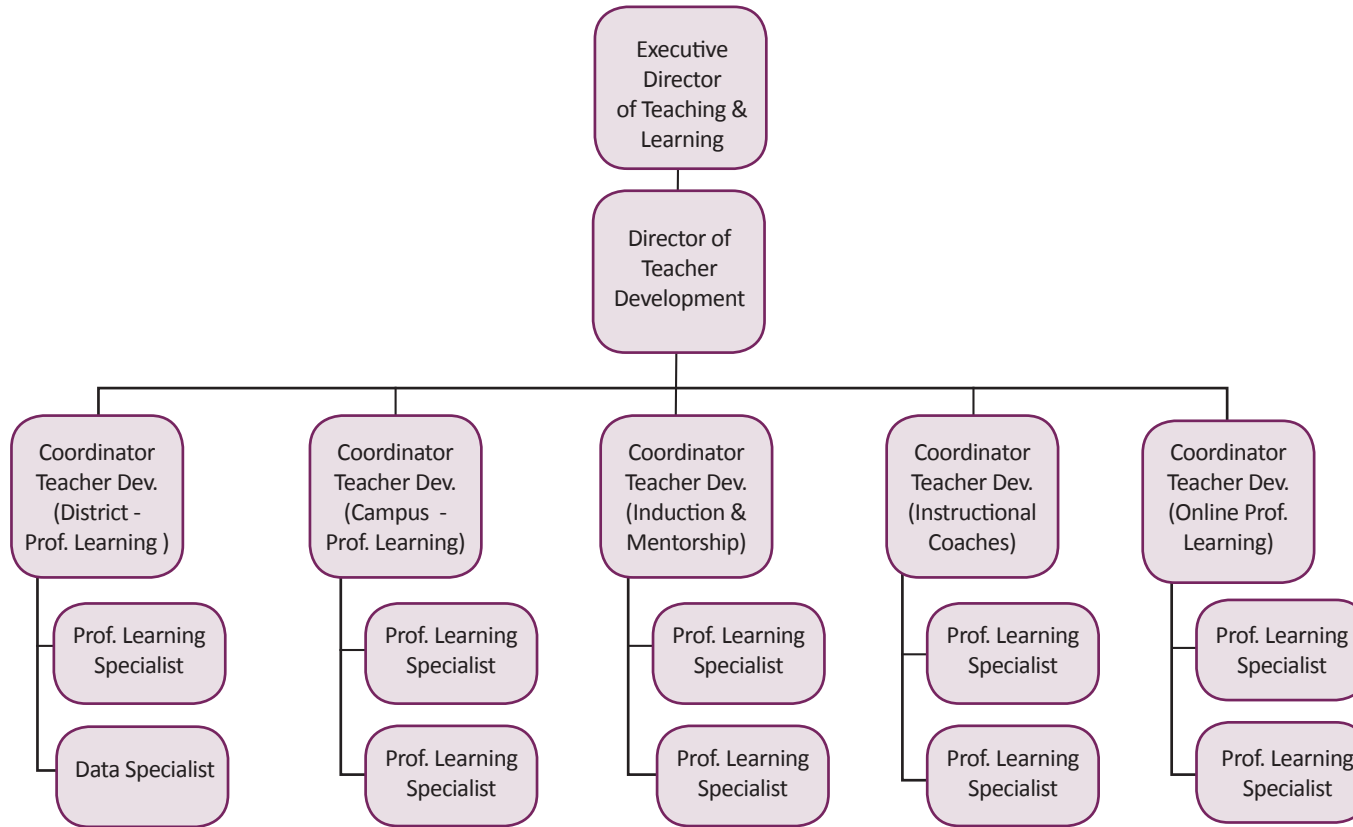 Executive
Director
of Teaching &
Learning
Director of
Teacher
Development
Coordinator
Teacher Dev.
(District -
Prof. Learning )
Coordinator
Teacher Dev.
(Campus  -
Prof. Learning)
Coordinator
Teacher Dev.
(Induction &
Mentorship)
Coordinator
Teacher Dev.
(Instructional
Coaches)
Coordinator
Teacher Dev.
(Online Prof.
Learning)
Prof. Learning
Specialist
Prof. Learning
Specialist
Prof. Learning
Specialist
Prof. Learning
Specialist
Prof. Learning
Specialist
Data Specialist
Prof. Learning
Specialist
Prof. Learning
Specialist
Prof. Learning
Specialist
Prof. Learning
Specialist